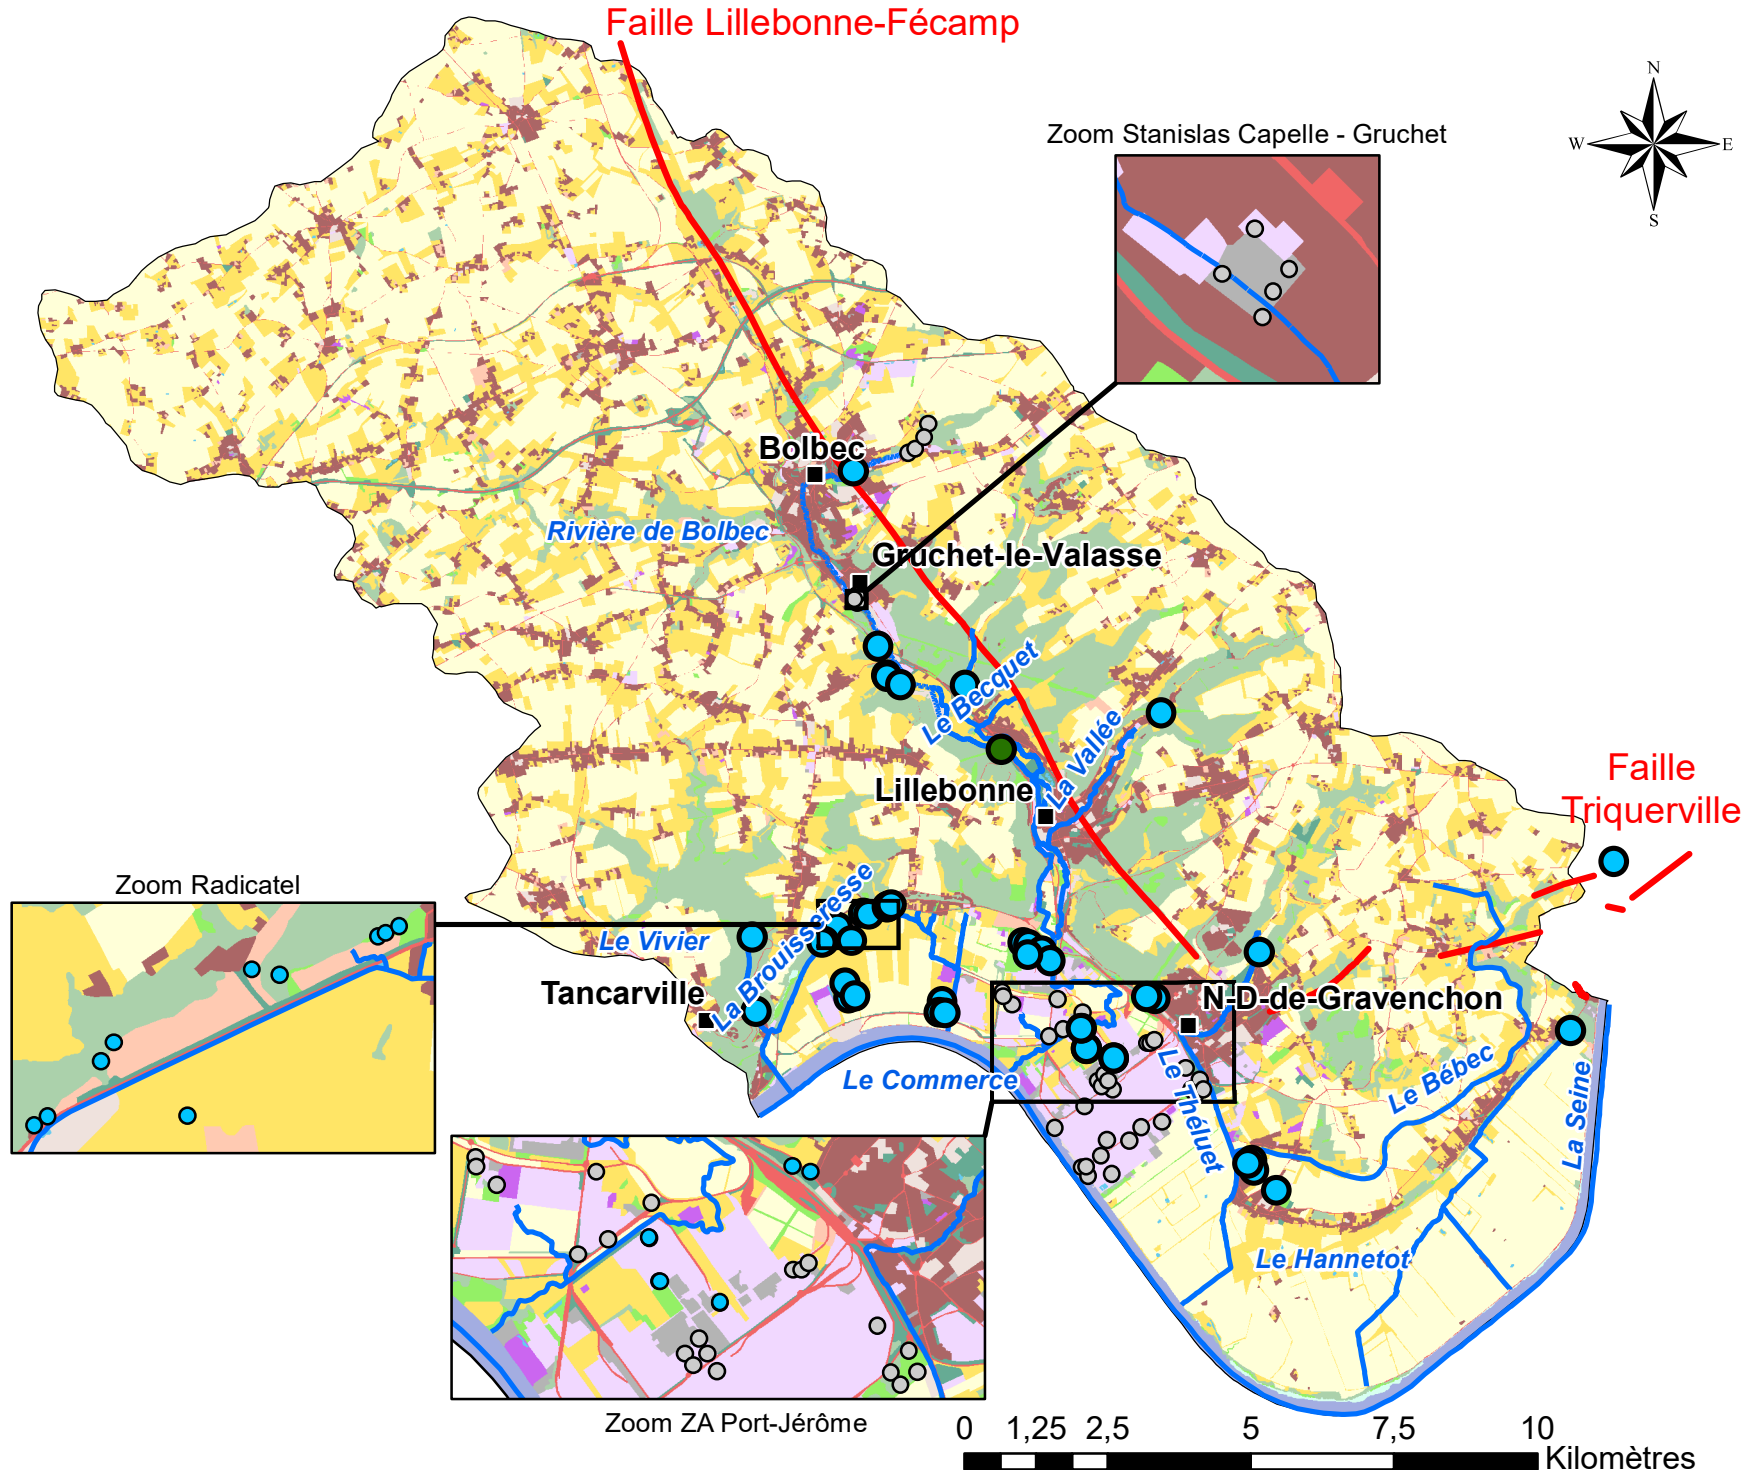 Faille Lillebonne-Fécamp
N
W
E
S
Zoom Stanislas Capelle - Gruchet
Bolbec
Rivière de Bolbec
Gruchet-le-Valasse
Le Becquet
La Vallée
Lillebonne
Faille
Triquerville
Zoom Radicatel
La Brouisseresse
Le Vivier
Tancarville
N-D-de-Gravenchon
Le Commerce
Le Théluet
Le Bébec
La Seine
Le Hannetot
Zoom ZA Port-Jérôme
0 1,25 2,5 5 7,5 10
Kilomètres